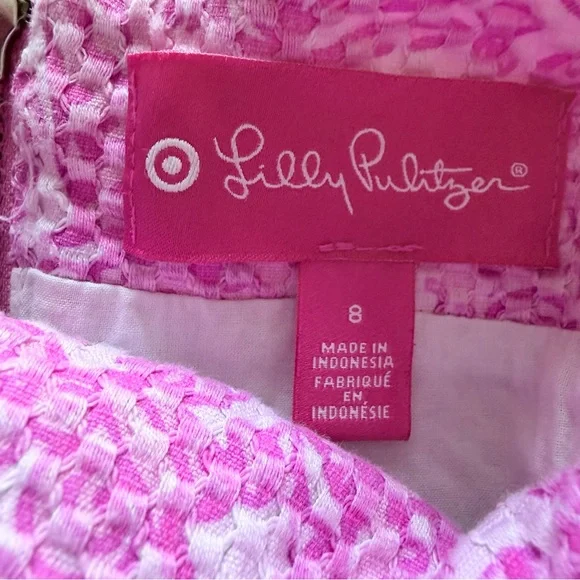 Lilly Pulitzer®
8
MADE IN
INDONESIA
FABRIQUÉ
EN
INDONÉSIE